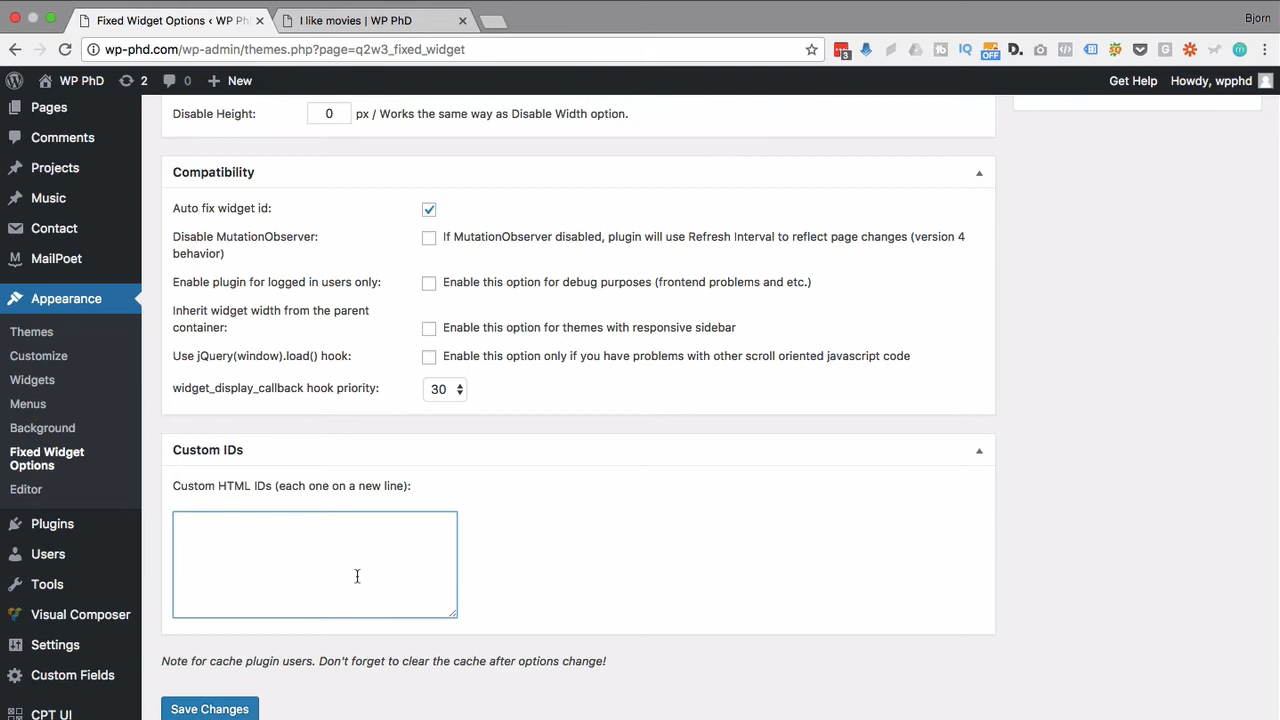 Fixed Widget Options ‹ WP Ph
I like movies | WP PhD
Bjorn
wp-phd.com/wp-admin/themes.php?page=q2w3_fixed_widget
3
IQ
OFF
D.
WP PhD
2
0
New
Get Help
Howdy, wpphd
Pages
Comments
Projects
Music
Contact
MailPoet
Appearance
Themes
Customize
Widgets
Menus
Background
Fixed Widget
Options
Editor
Plugins
Users
Tools
Visual Composer
Settings
Custom Fields
CPT UI
Disable Height:
0
px / Works the same way as Disable Width option.
Compatibility
Auto fix widget id:
Disable MutationObserver:
If MutationObserver disabled, plugin will use Refresh Interval to reflect page changes (version 4
behavior)
Enable plugin for logged in users only:
Enable this option for debug purposes (frontend problems and etc.)
Inherit widget width from the parent
container:
Enable this option for themes with responsive sidebar
Use jQuery(window).load() hook:
Enable this option only if you have problems with other scroll oriented javascript code
widget_display_callback hook priority:
30
Custom IDs
Custom HTML IDs (each one on a new line):
Note for cache plugin users. Don't forget to clear the cache after options change!
Save Changes